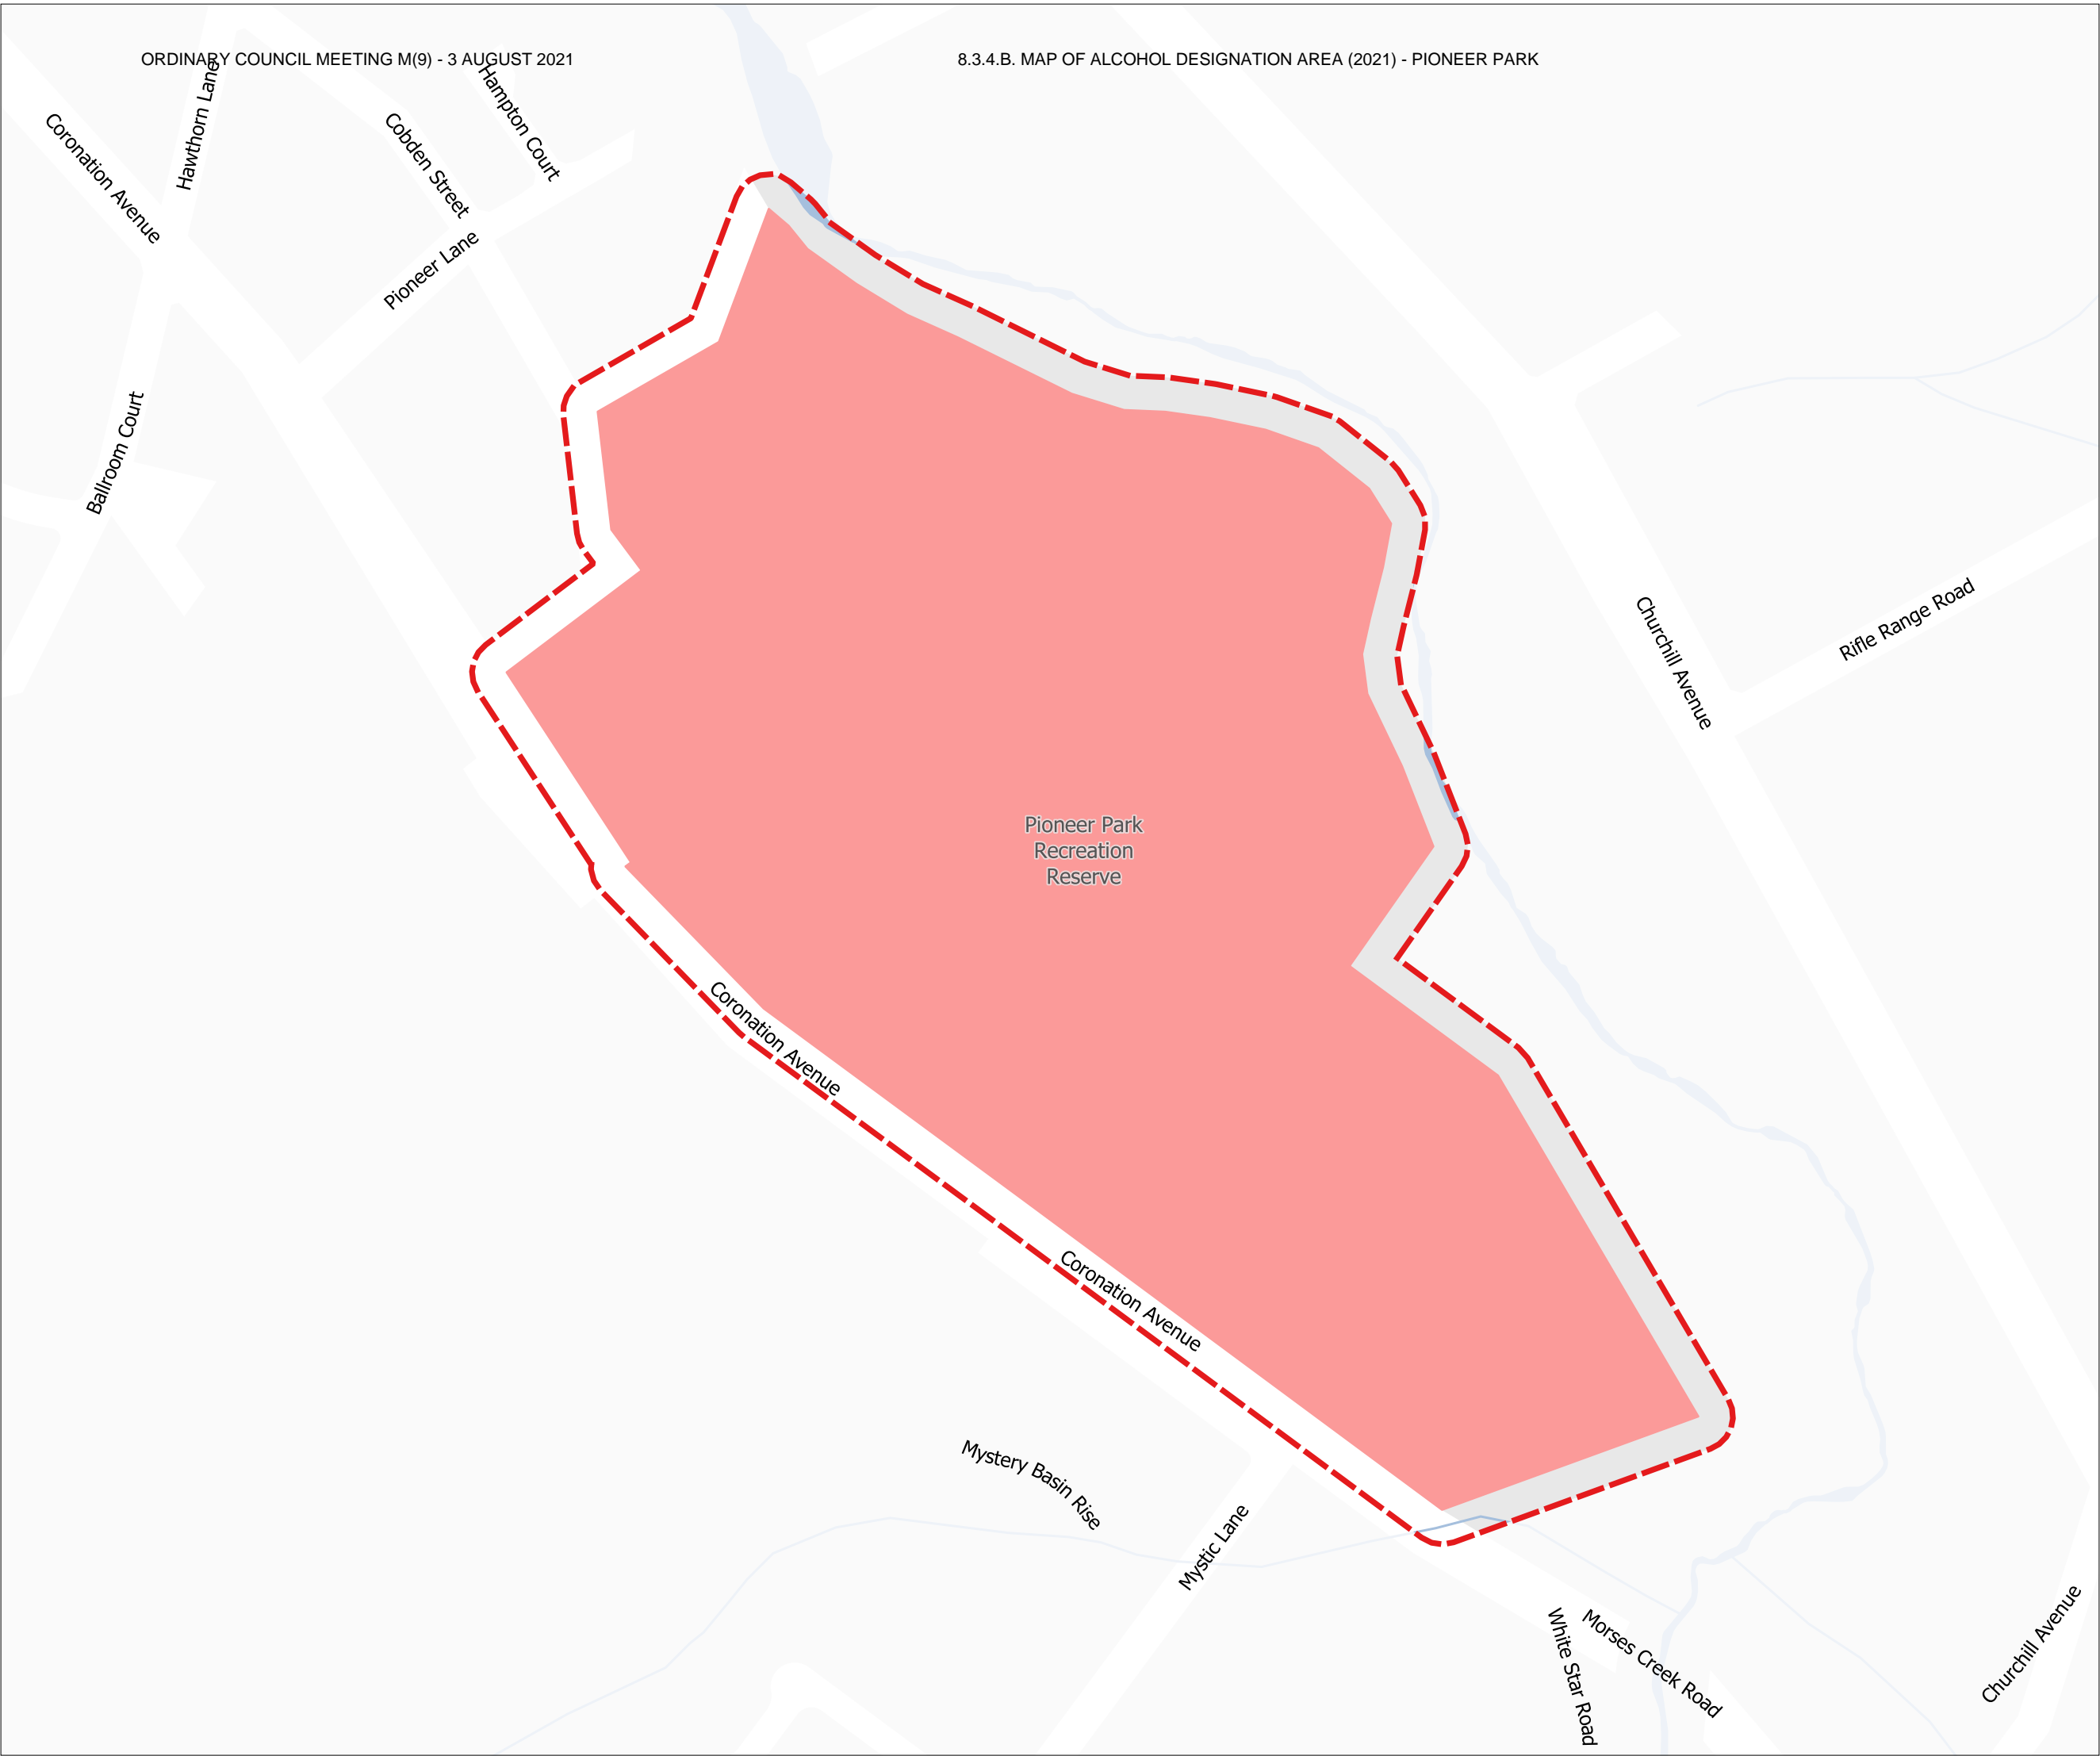 ORDINARY COUNCIL MEETING M(9) - 3 AUGUST 2021
8.3.4.B. MAP OF ALCOHOL DESIGNATION AREA (2021) - PIONEER PARK
Coronation Avenue
Hawthorn Lane
Cobden Street
Hampton Court
Pioneer Lane
Ballroom Court
Churchill Avenue
Rifle Range Road
Pioneer Park
Recreation
Reserve
Coronation Avenue
Coronation Avenue
Mystery Basin Rise
Mystic Lane
White Star Road
Morses Creek Road
Churchill Avenue